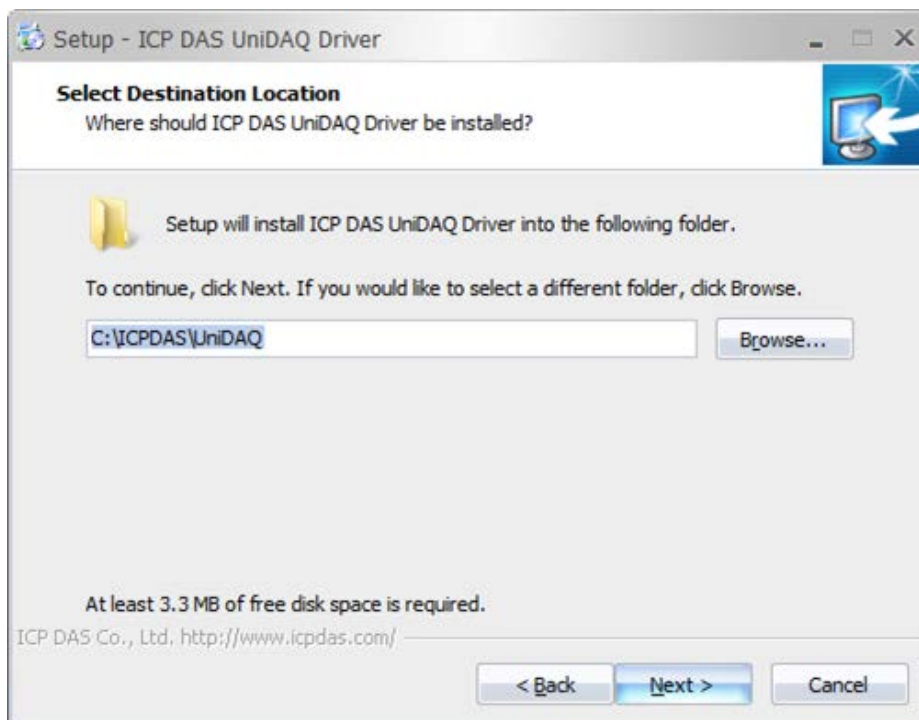 Setup - ICP DAS UniDAQ Driver
Select Destination Location
Where should ICP DAS UniDAQ Driver be installed?
Setup will install ICP DAS UniDAQ Driver into the following folder.
To continue, click Next. If you would like to select a different folder, click Browse.
C:\ICPDAS\UniDAQ
Browse...
At least 3.3 MB of free disk space is required.
ICP DAS Co., Ltd. http://www.icpdas.com/
< Back
Next >
Cancel